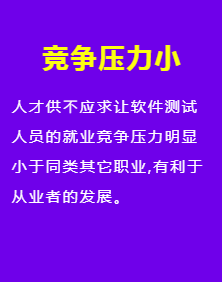 竞争压力小
人才供不应求让软件测试
人员的就业竞争压力明显
小于同类其它职业,有利于
从业者的发展。